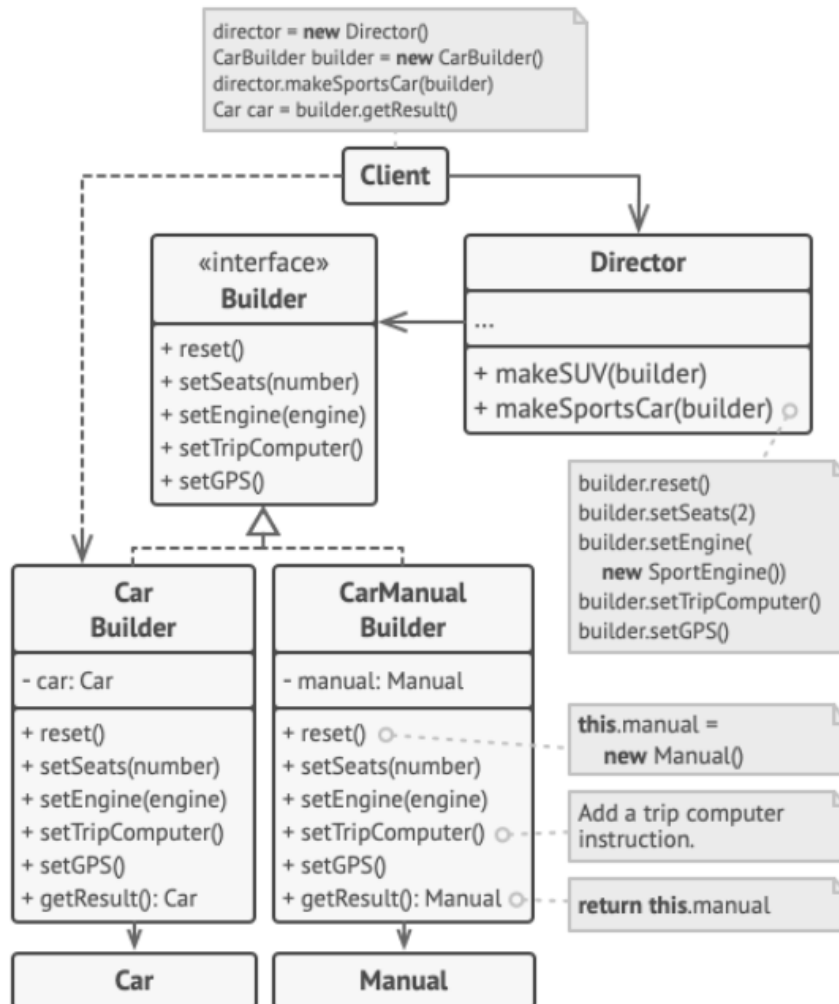 director = new Director()
CarBuilder builder = new CarBuilder()
director.makeSportsCar(builder)
Car car = builder.getResult()
Client
«interface»
Builder
+ reset()
+ setSeats(number)
+ setEngine(engine)
+ setTripComputer()
+ setGPS()
Director
...
+ makeSUV(builder)
+ makeSportsCar(builder)
builder.reset()
builder.setSeats(2)
builder.setEngine(
new SportEngine())
builder.setTripComputer()
builder.setGPS()
Car
Builder
- car: Car
+ reset()
+ setSeats(number)
+ setEngine(engine)
+ setTripComputer()
+ setGPS()
+ getResult(): Car
CarManual
Builder
- manual: Manual
+ reset()
+ setSeats(number)
+ setEngine(engine)
+ setTripComputer()
+ setGPS()
+ getResult(): Manual
this.manual =
new Manual()
Add a trip computer
instruction.
return this.manual
Car
Manual